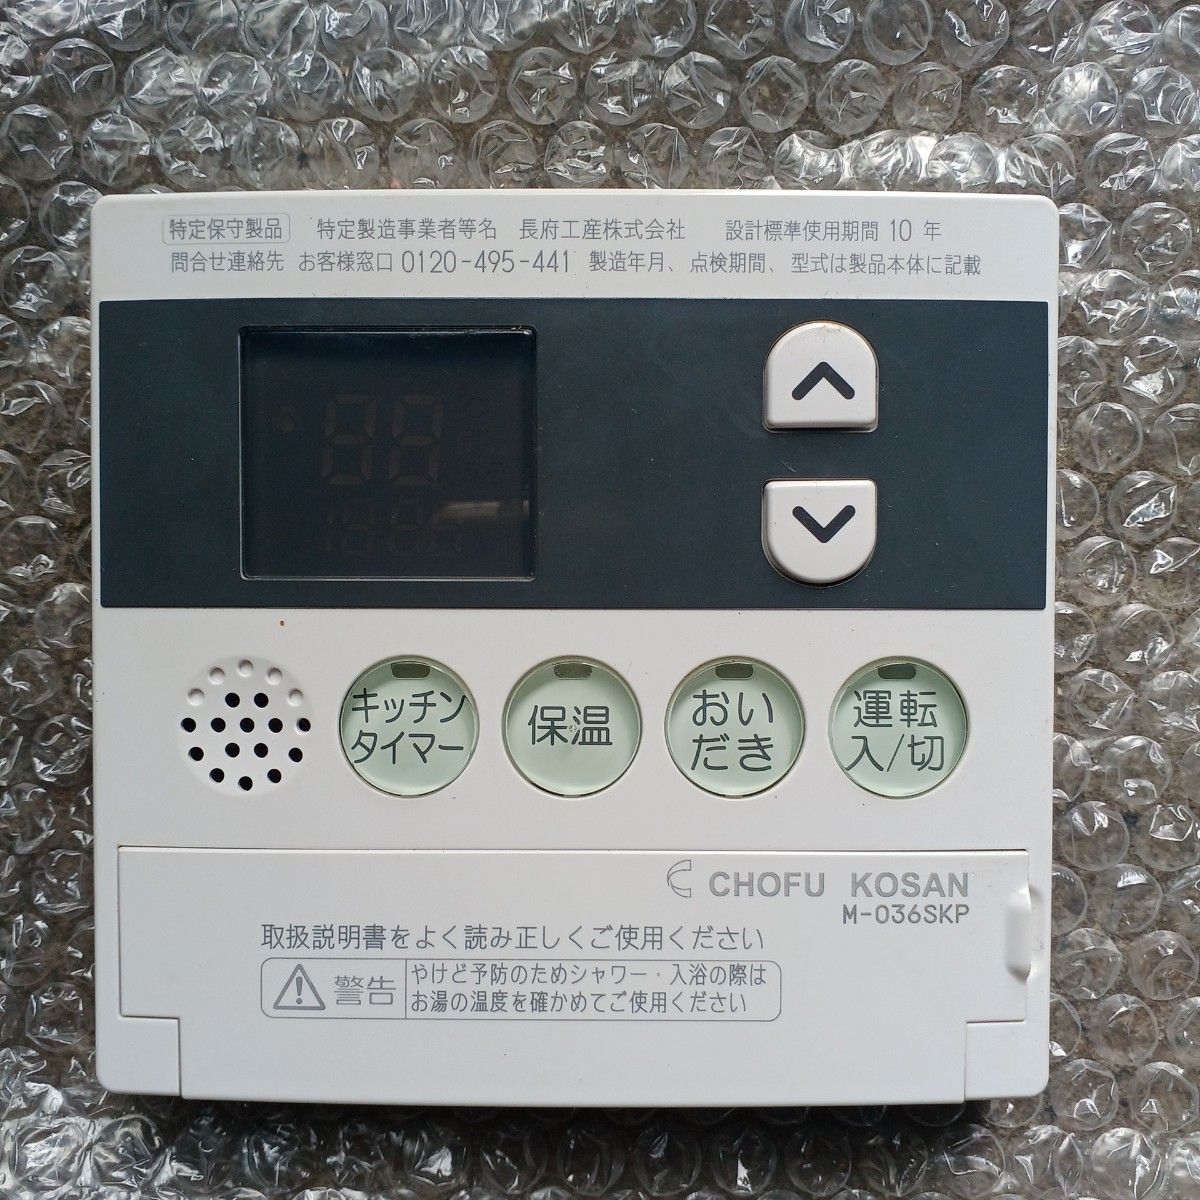 特定保守製品 特定製造事業者等名 長府工産株式会社 設計標準使用期間 10 年
問合せ連絡先 お客様窓口 0120-495-441 製造年月、点検期間、型式は製品本体に記載
キッチン
タイマー
保温
おい
だき
運転
入/切
CHOFU KOSAN
M-036SKP
取扱説明書をよく読み正しくご使用ください
警告
やけど予防のためシャワー・入浴の際は
お湯の温度を確かめてご使用ください